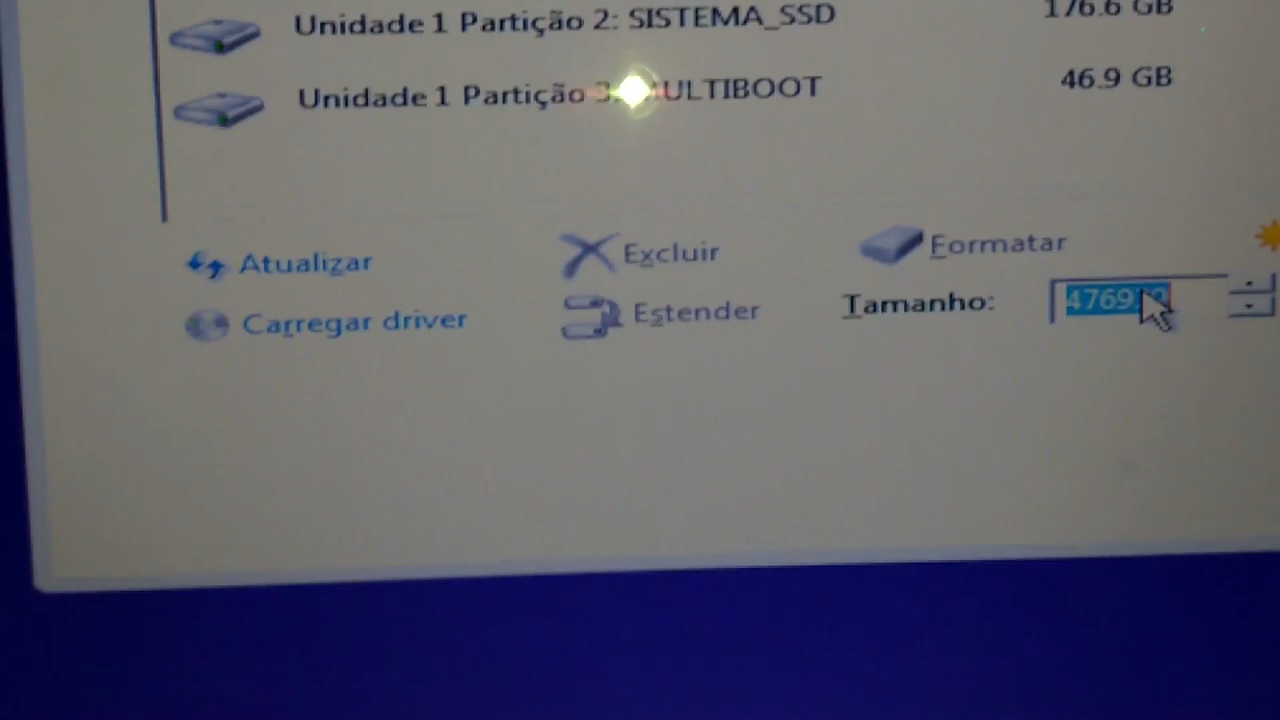 Unidade 1 Partição 2: SISTEMA_SSD 176.6 GB
Unidade 1 Partição MULTIBOOT 46.9 GB
Atualizar Excluir Formatar
Carregar driver Estender Tamanho: